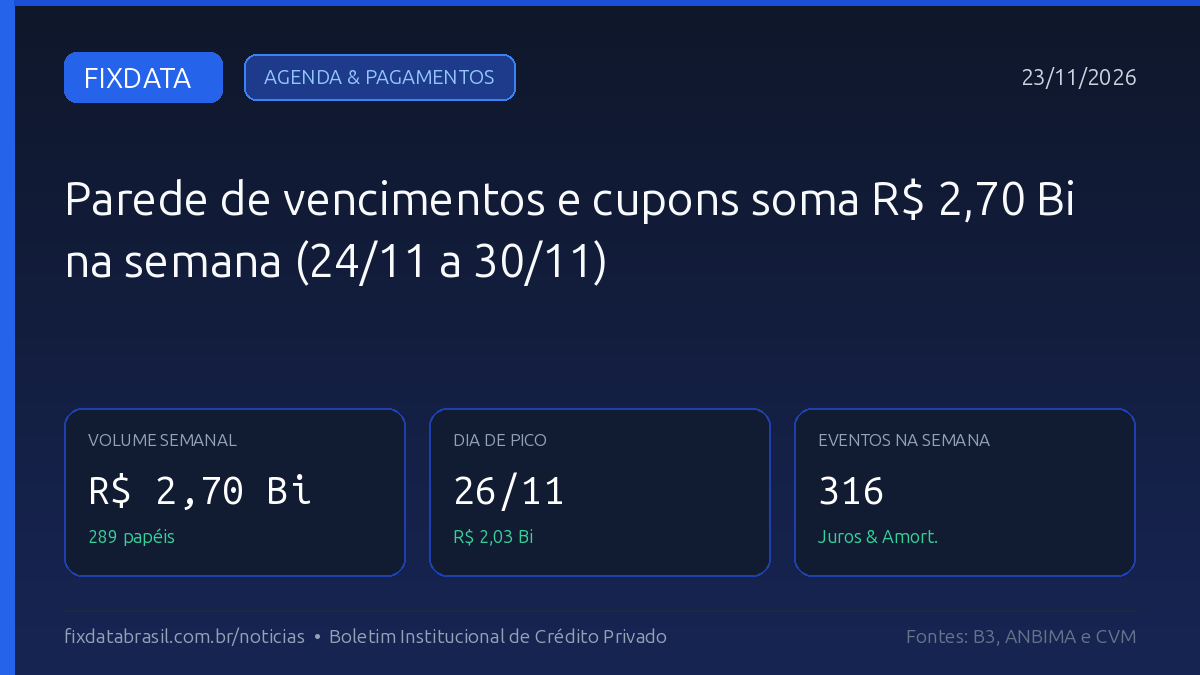 FIXDATA
AGENDA & PAGAMENTOS
23/11/2026
Parede de vencimentos e cupons soma R$ 2,70 Bi
na semana (24/11 a 30/11)
VOLUME SEMANAL
R$ 2,70 Bi
289 papéis
DIA DE PICO
26/11
R$ 2,03 Bi
EVENTOS NA SEMANA
316
Juros & Amort.
fixdatabrasil.com.br/noticias • Boletim Institucional de Crédito Privado
Fontes: B3, ANBIMA e CVM